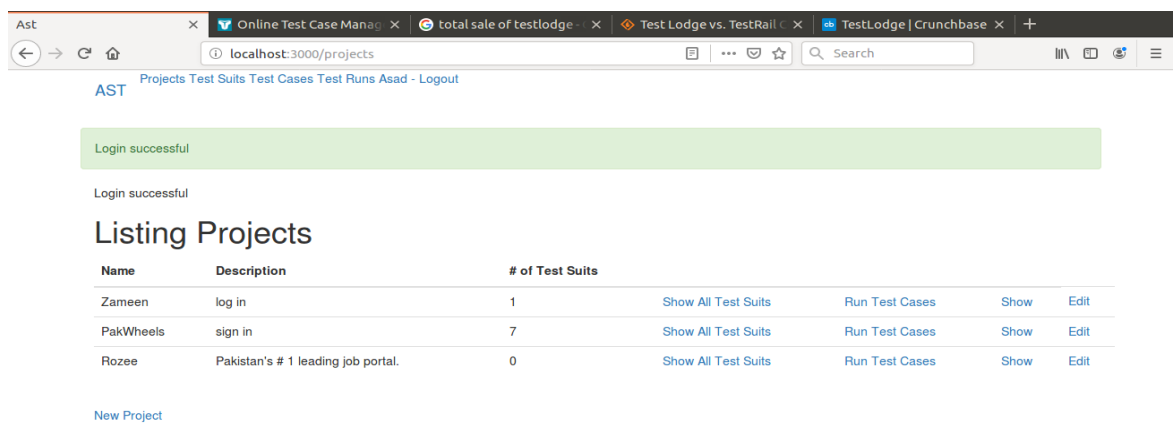 Ast
Online Test Case Manag
total sale of testlodge -
Test Lodge vs. TestRail C
cb TestLodge | Crunchbase
localhost:3000/projects
Search
AST
Projects Test Suits Test Cases Test Runs Asad - Logout
Login successful
Login successful
Listing Projects
Name Description # of Test Suits
Zameen log in 1 Show All Test Suits Run Test Cases Show Edit
PakWheels sign in 7 Show All Test Suits Run Test Cases Show Edit
Rozee Pakistan's # 1 leading job portal. 0 Show All Test Suits Run Test Cases Show Edit
New Project